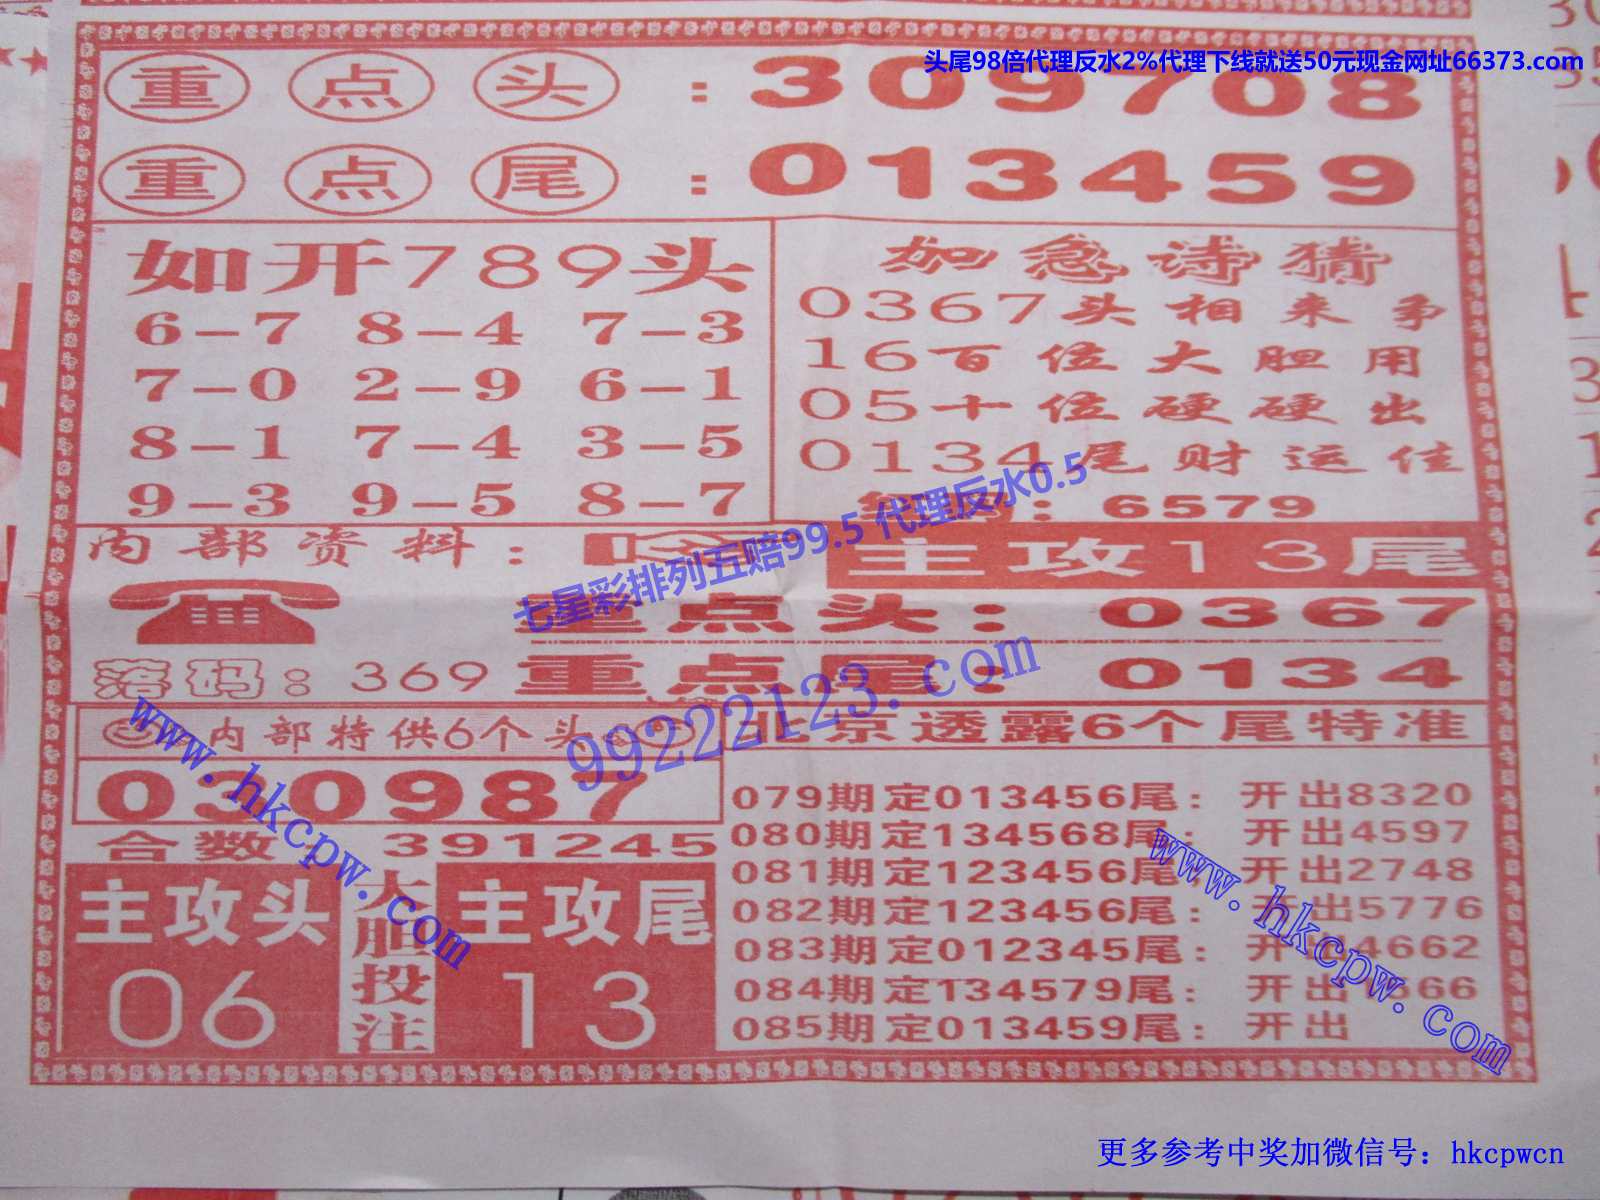 头尾98倍代理反水2%代理下线就送50元现金网址66373.com
重点头：309708
重点尾：013459
如开789头
6-7 8-4 7-3
7-0 2-9 6-1
8-1 7-4 3-5
9-3 9-5 8-7
如急诗猜
0367头相来争
16百位大胆用
05十位硬硬出
0134尾财运佳
：6579
七星彩排列五赔99.5 代理反水0.5
内部资料：
主攻13尾
重点头：0367
落码：369
重点尾：0134
99222123.com
内部特供6个头
030987
合数：391245
主攻头
06
大胆投注
主攻尾
13
北京透露6个尾特准
079期定013456尾：开出8320
080期定134568尾：开出4597
081期定123456尾：开出2748
082期定123456尾：开出5776
083期定012345尾：开出4662
084期定134579尾：开出 666
085期定013459尾：开出
www.hkcpw.com
www.hkcpw.com
更多参考中奖加微信号：hkcpwcn